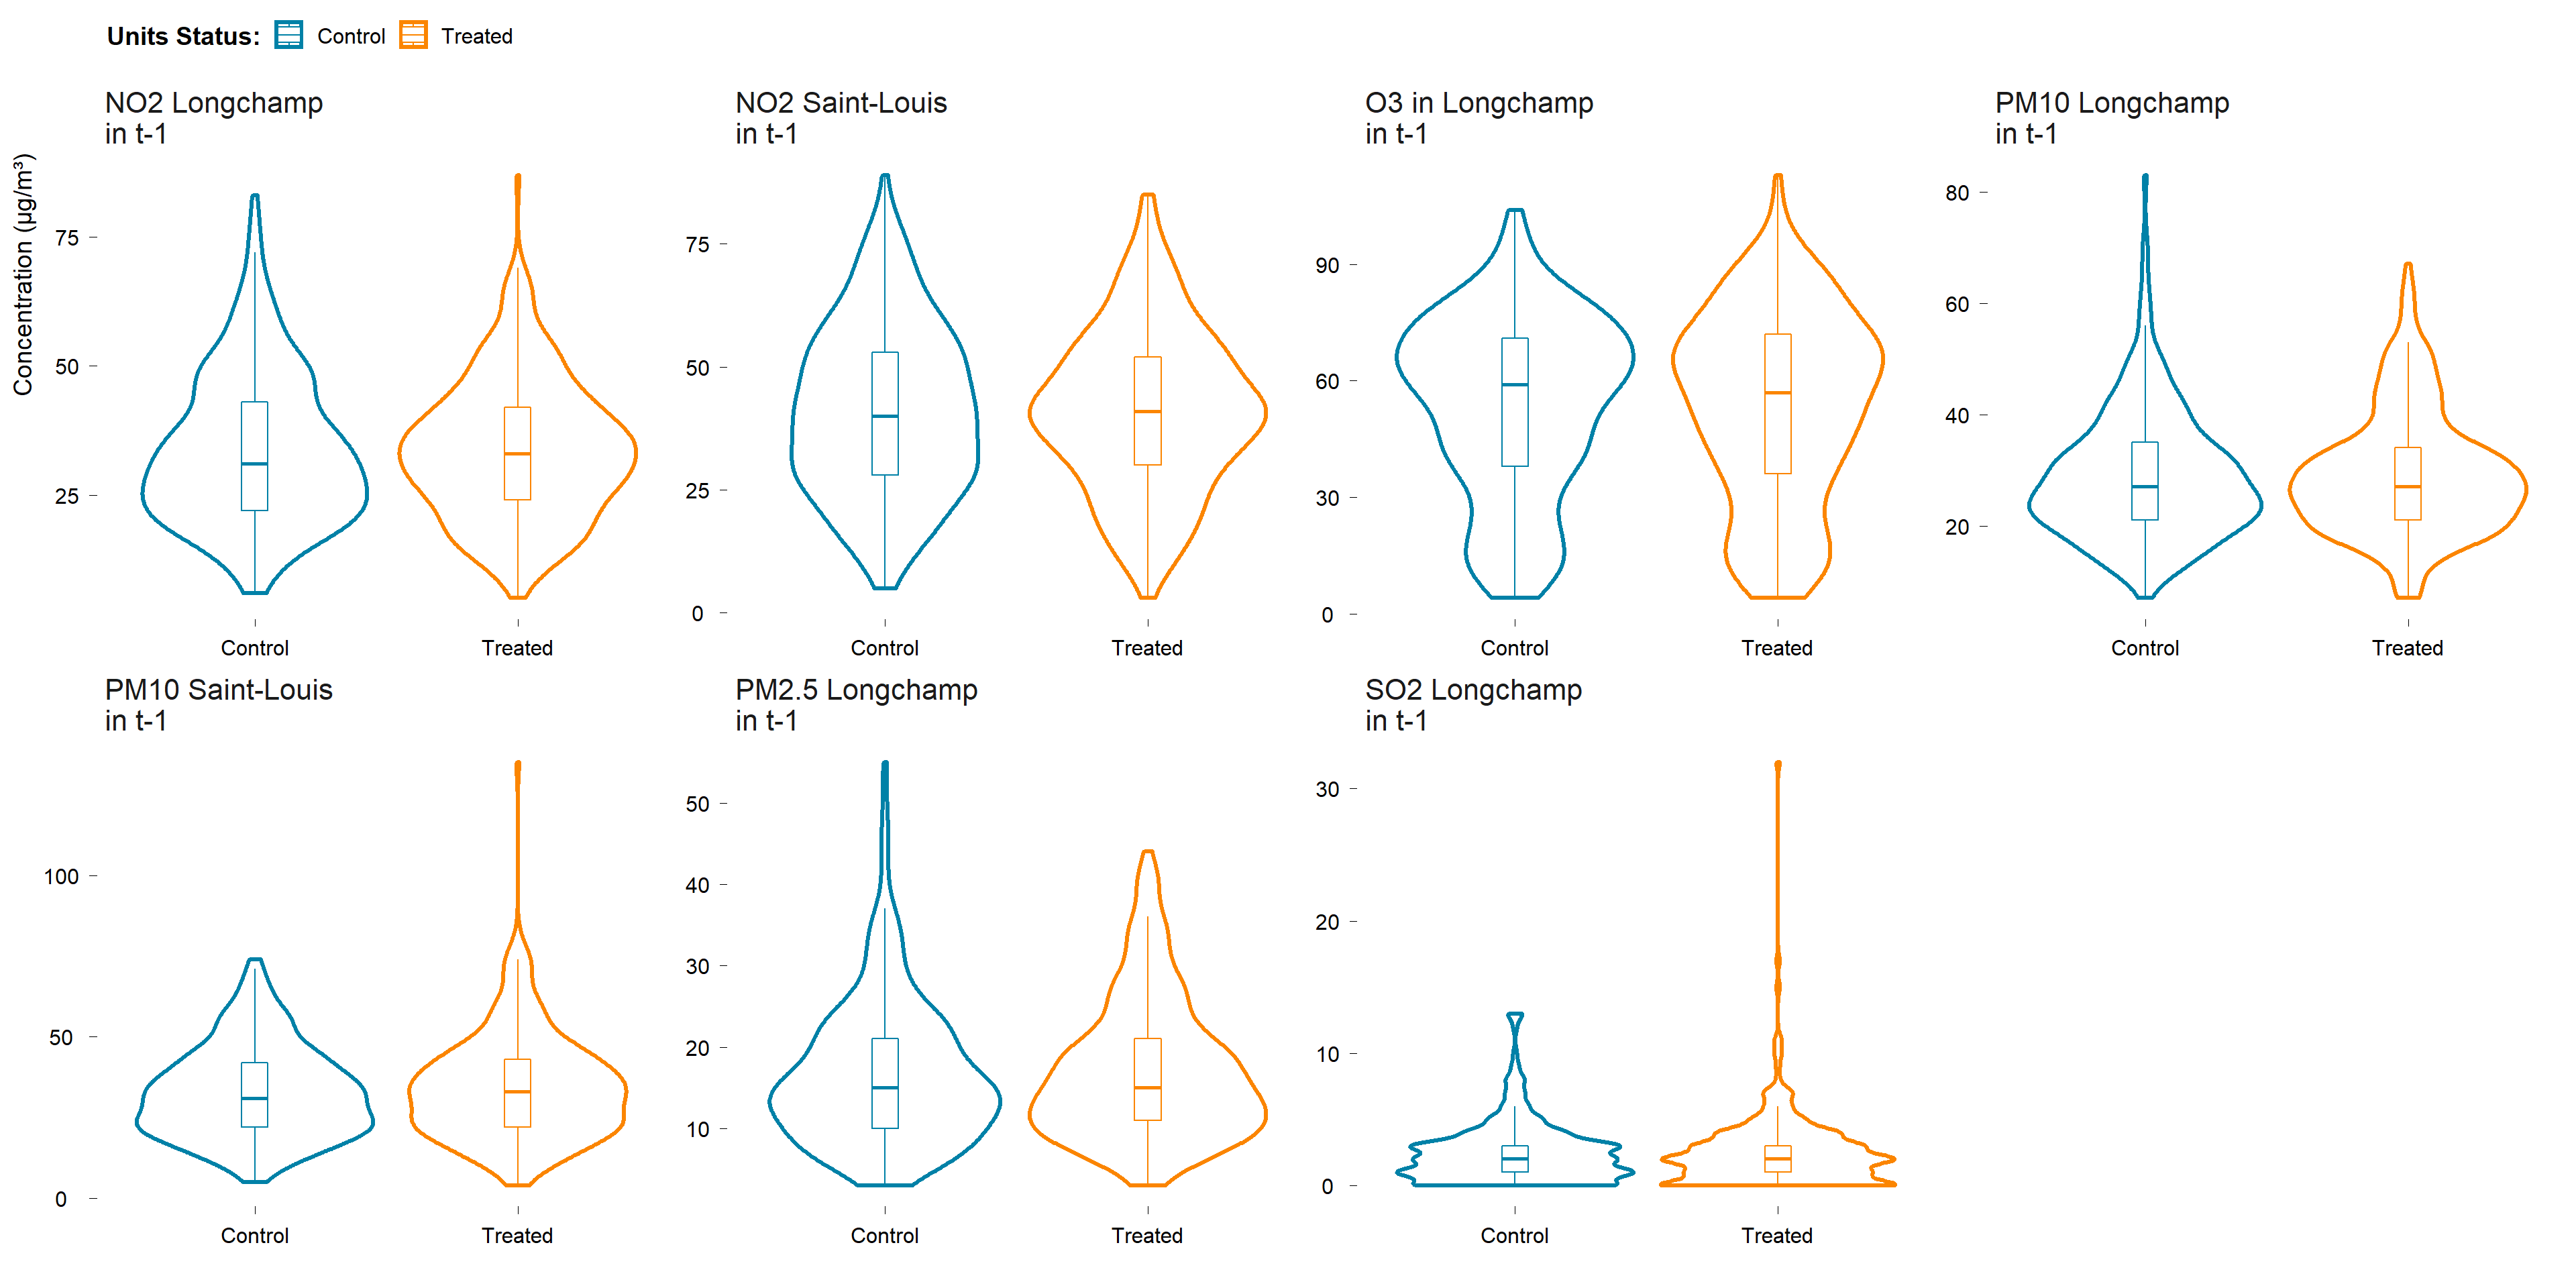 Units Status: Control Treated
NO2 Longchamp
in t-1
NO2 Saint-Louis
in t-1
O3 in Longchamp
in t-1
PM10 Longchamp
in t-1
Concentration (µg/m³)
75
50
25
Control Treated
75
50
25
0
Control Treated
90
60
30
0
Control Treated
80
60
40
20
Control Treated
PM10 Saint-Louis
in t-1
PM2.5 Longchamp
in t-1
SO2 Longchamp
in t-1
100
50
0
Control Treated
50
40
30
20
10
Control Treated
30
20
10
0
Control Treated